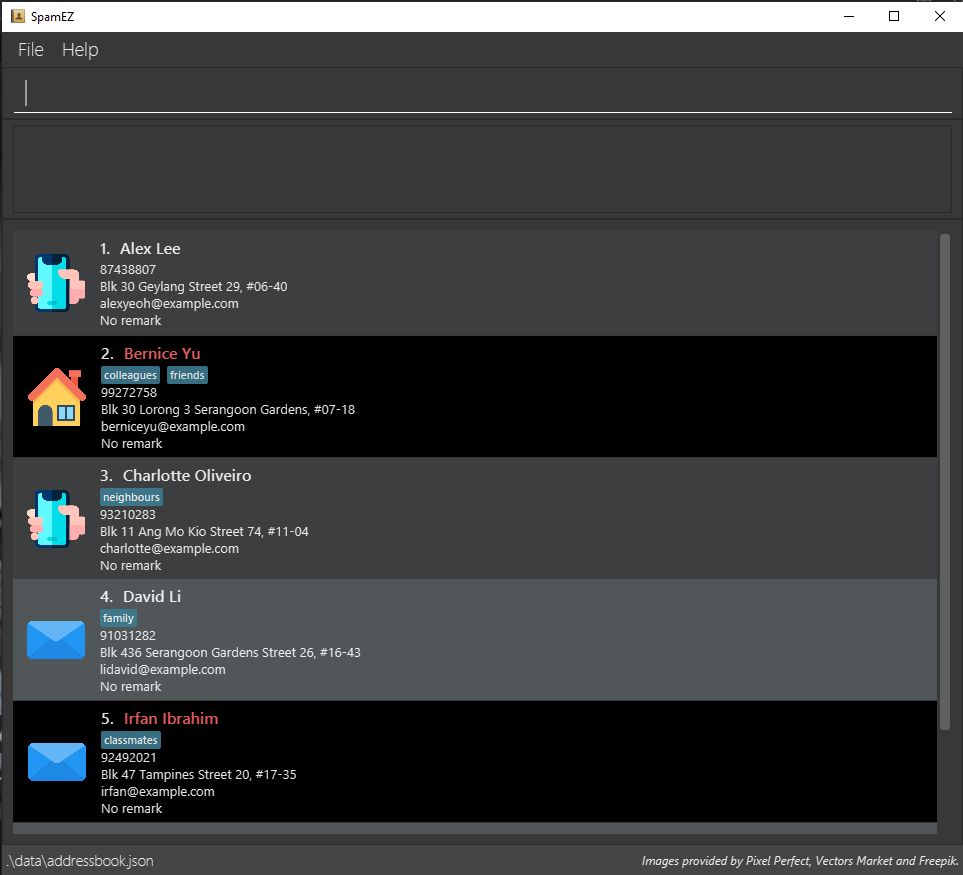 SpamEZ
File Help
1. Alex Lee
87438807
Blk 30 Geylang Street 29, #06-40
alexyeoh@example.com
No remark
2. Bernice Yu
colleagues friends
99272758
Blk 30 Lorong 3 Serangoon Gardens, #07-18
berniceyu@example.com
No remark
3. Charlotte Oliveiro
neighbours
93210283
Blk 11 Ang Mo Kio Street 74, #11-04
charlotte@example.com
No remark
4. David Li
family
91031282
Blk 436 Serangoon Gardens Street 26, #16-43
lidavid@example.com
No remark
5. Irfan Ibrahim
classmates
92492021
Blk 47 Tampines Street 20, #17-35
irfan@example.com
No remark
.\data\addressbook.json
Images provided by Pixel Perfect, Vectors Market and Freepik.